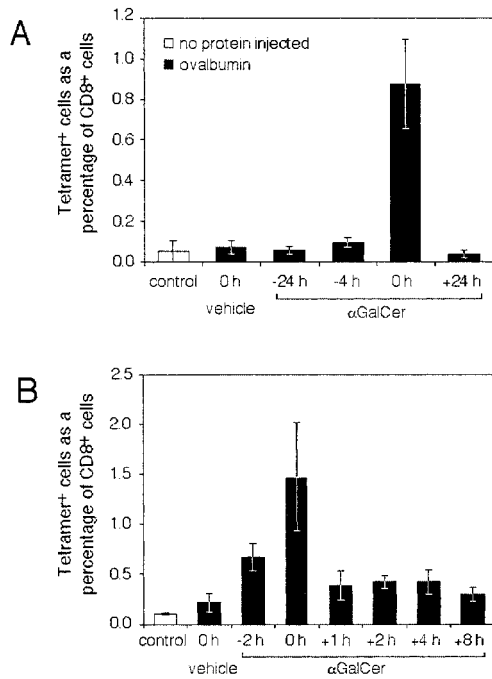 A
Tetramer+ cells as a
percentage of CD8+ cells
1.2
1.0
0.8
0.6
0.4
0.2
0.0
no protein injected
ovalbumin
control 0 h -24 h -4 h 0 h +24 h
vehicle αGalCer
B
Tetramer+ cells as a
percentage of CD8+ cells
2.5
2.0
1.5
1.0
0.5
0.0
control 0 h -2 h 0 h +1 h +2 h +4 h +8 h
vehicle αGalCer